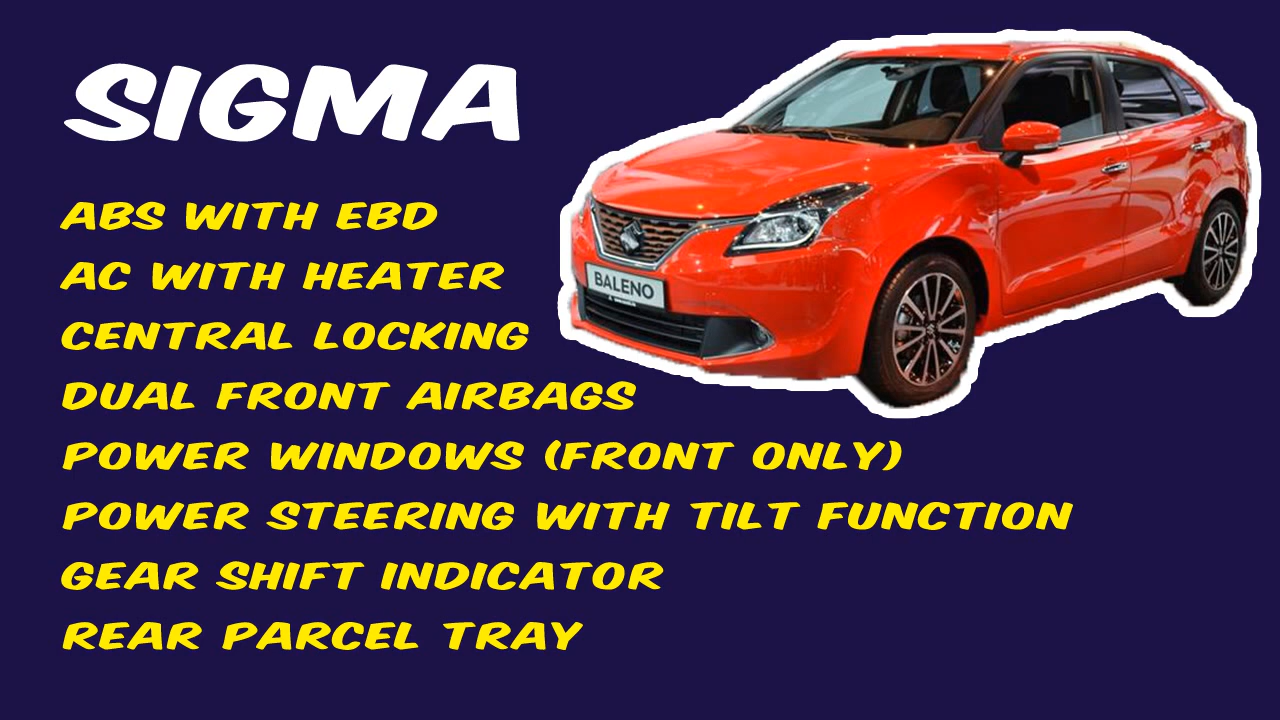 SIGMA
ABS WITH EBD
AC WITH HEATER
CENTRAL LOCKING
DUAL FRONT AIRBAGS
POWER WINDOWS (FRONT ONLY)
POWER STEERING WITH TILT FUNCTION
GEAR SHIFT INDICATOR
REAR PARCEL TRAY
BALENO